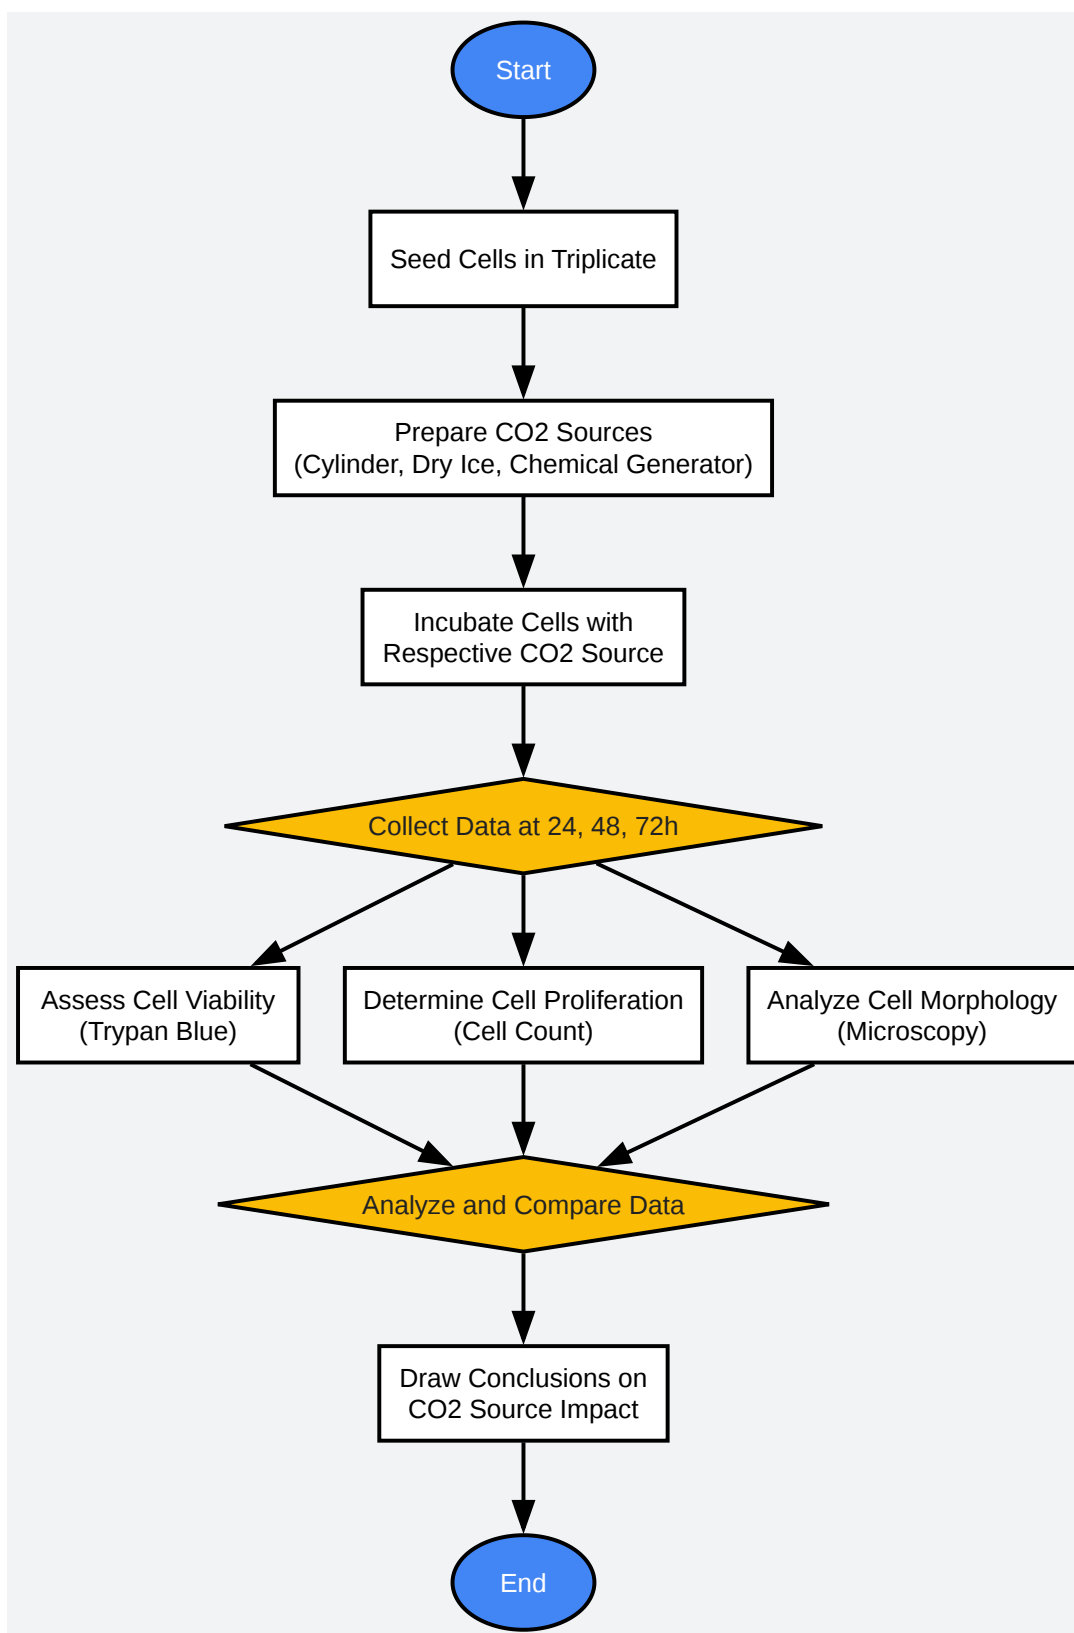 Start
Seed Cells in Triplicate
Prepare CO2 Sources
(Cylinder, Dry Ice, Chemical Generator)
Incubate Cells with
Respective CO2 Source
Collect Data at 24, 48, 72h
Assess Cell Viability
(Trypan Blue)
Determine Cell Proliferation
(Cell Count)
Analyze Cell Morphology
(Microscopy)
Analyze and Compare Data
Draw Conclusions on
CO2 Source Impact
End